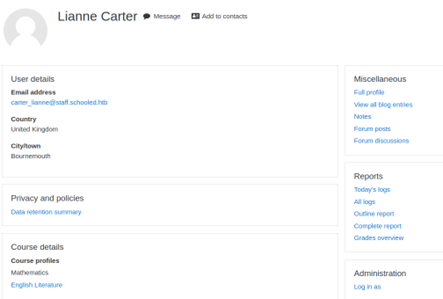 Lianne Carter Message Add to contacts
User details
Email address
carter_lianne@staff.schooled.htb
Country
United Kingdom
City/town
Bournemouth
Privacy and policies
Data retention summary
Course details
Course profiles
Mathematics
English Literature
Miscellaneous
Full profile
View all blog entries
Notes
Forum posts
Forum discussions
Reports
Today's logs
All logs
Outline report
Complete report
Grades overview
Administration
Log in as